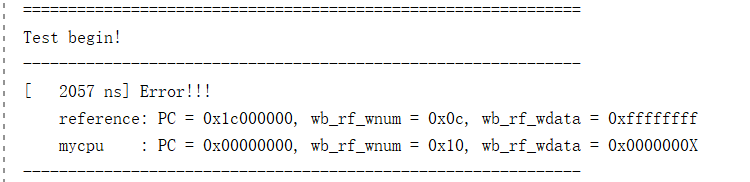 ==============================================================
Test begin!
--------------------------------------------------------------
[   2057 ns] Error!!!
    reference: PC = 0x1c000000, wb_rf_wnum = 0x0c, wb_rf_wdata = 0xffffffff
    mycpu    : PC = 0x00000000, wb_rf_wnum = 0x10, wb_rf_wdata = 0x0000000X
--------------------------------------------------------------